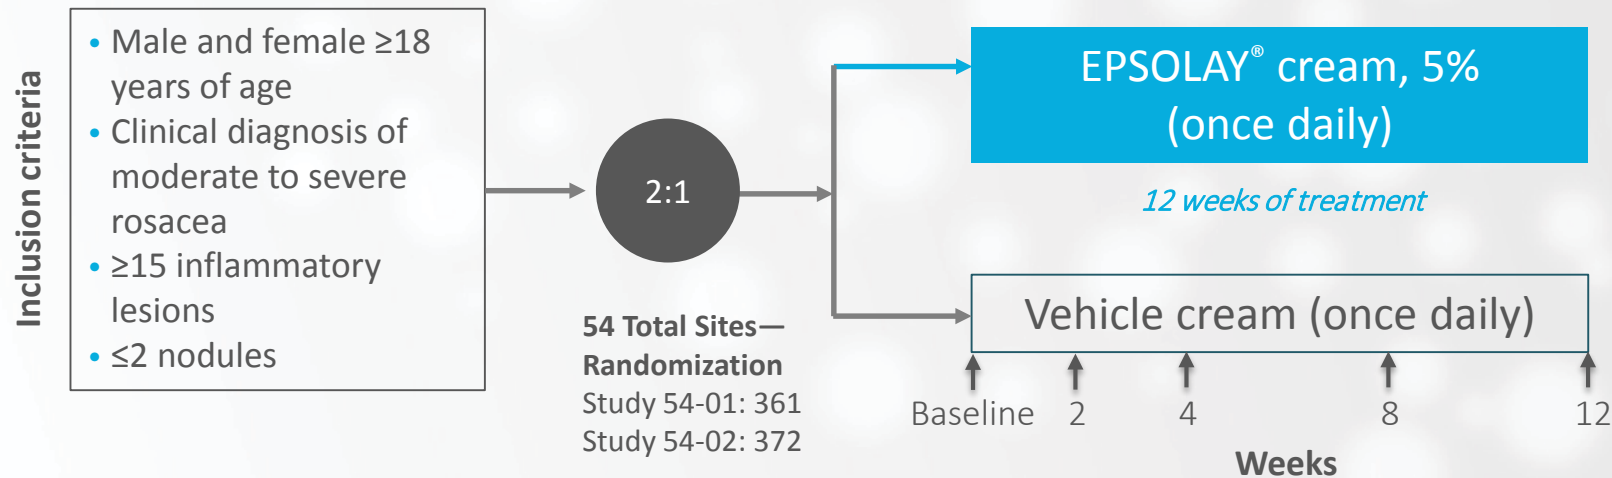 Inclusion criteria
• Male and female ≥18
years of age
• Clinical diagnosis of
moderate to severe
rosacea
• ≥15 inflammatory
lesions
• ≤2 nodules
2:1
54 Total Sites—
Randomization
Study 54-01: 361
Study 54-02: 372
EPSOLAY® cream, 5%
(once daily)
12 weeks of treatment
Vehicle cream (once daily)
Baseline 2 4 8 12
Weeks